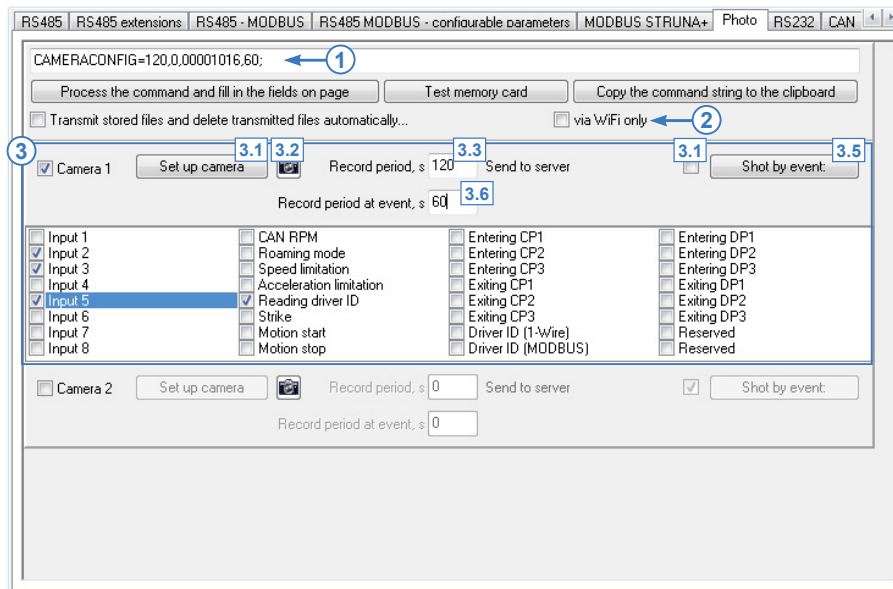 RS485 RS485 extensions RS485 - MODBUS RS485 MODBUS - configurable parameters MODBUS STRUNA+ Photo RS232 CAN
CAMERACONFIG=120,0,00001016,60; 1
Process the command and fill in the fields on page Test memory card Copy the command string to the clipboard
Transmit stored files and delete transmitted files automatically... via WiFi only 2
3 3.1 3.2 3.3 3.1 3.5
Camera 1 Set up camera Record period, s 120 Send to server Shot by event:
Record period at event, s 60 3.6
Input 1 CAN RPM Entering CP1 Entering DP1
Input 2 Roaming mode Entering CP2 Entering DP2
Input 3 Speed limitation Entering CP3 Entering DP3
Input 4 Acceleration limitation Exiting CP1 Exiting DP1
Input 5 Reading driver ID Exiting CP2 Exiting DP2
Input 6 Strike Exiting CP3 Exiting DP3
Input 7 Motion start Driver ID (1-Wire) Reserved
Input 8 Motion stop Driver ID (MODBUS) Reserved
Camera 2 Set up camera Record period, s 0 Send to server Shot by event:
Record period at event, s 0